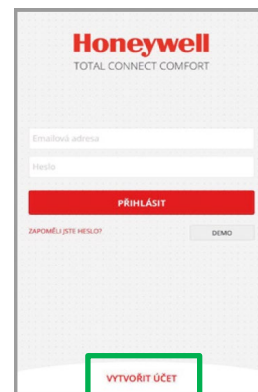 Honeywell
TOTAL CONNECT COMFORT
Emailová adresa
Heslo
PŘIHLÁSIT
ZAPOMĚLI JSTE HESLO?
DEMO
VYTVOŘIT ÚČET